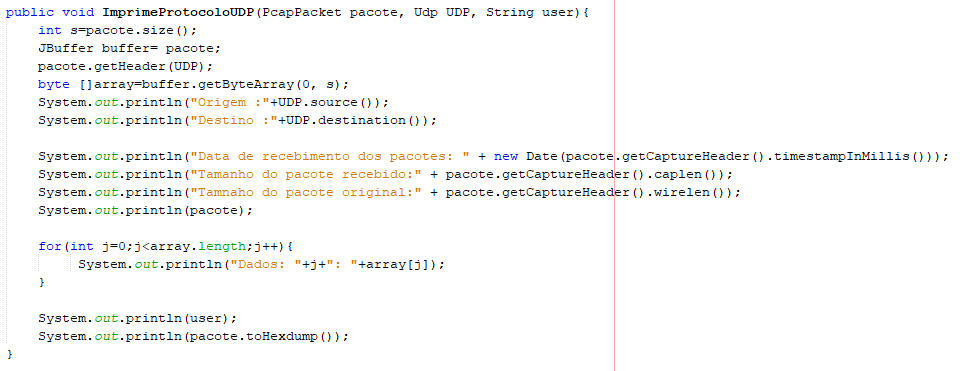 public void ImprimeProtocoloUDP(PcapPacket pacote, Udp UDP, String user){
int s=pacote.size();
JBuffer buffer= pacote;
pacote.getHeader(UDP);
byte []array=buffer.getByteArray(0, s);
System.out.println("Origem :"+UDP.source());
System.out.println("Destino :"+UDP.destination());
System.out.println("Data de recebimento dos pacotes: " + new Date(pacote.getCaptureHeader().timestampInMillis()));
System.out.println("Tamanho do pacote recebido:" + pacote.getCaptureHeader().caplen());
System.out.println("Tamnaho do pacote original:" + pacote.getCaptureHeader().wirelen());
System.out.println(pacote);
for(int j=0;j<array.length;j++){
System.out.println("Dados: "+j+": "+array[j]);
}
System.out.println(user);
System.out.println(pacote.toHexdump());
}